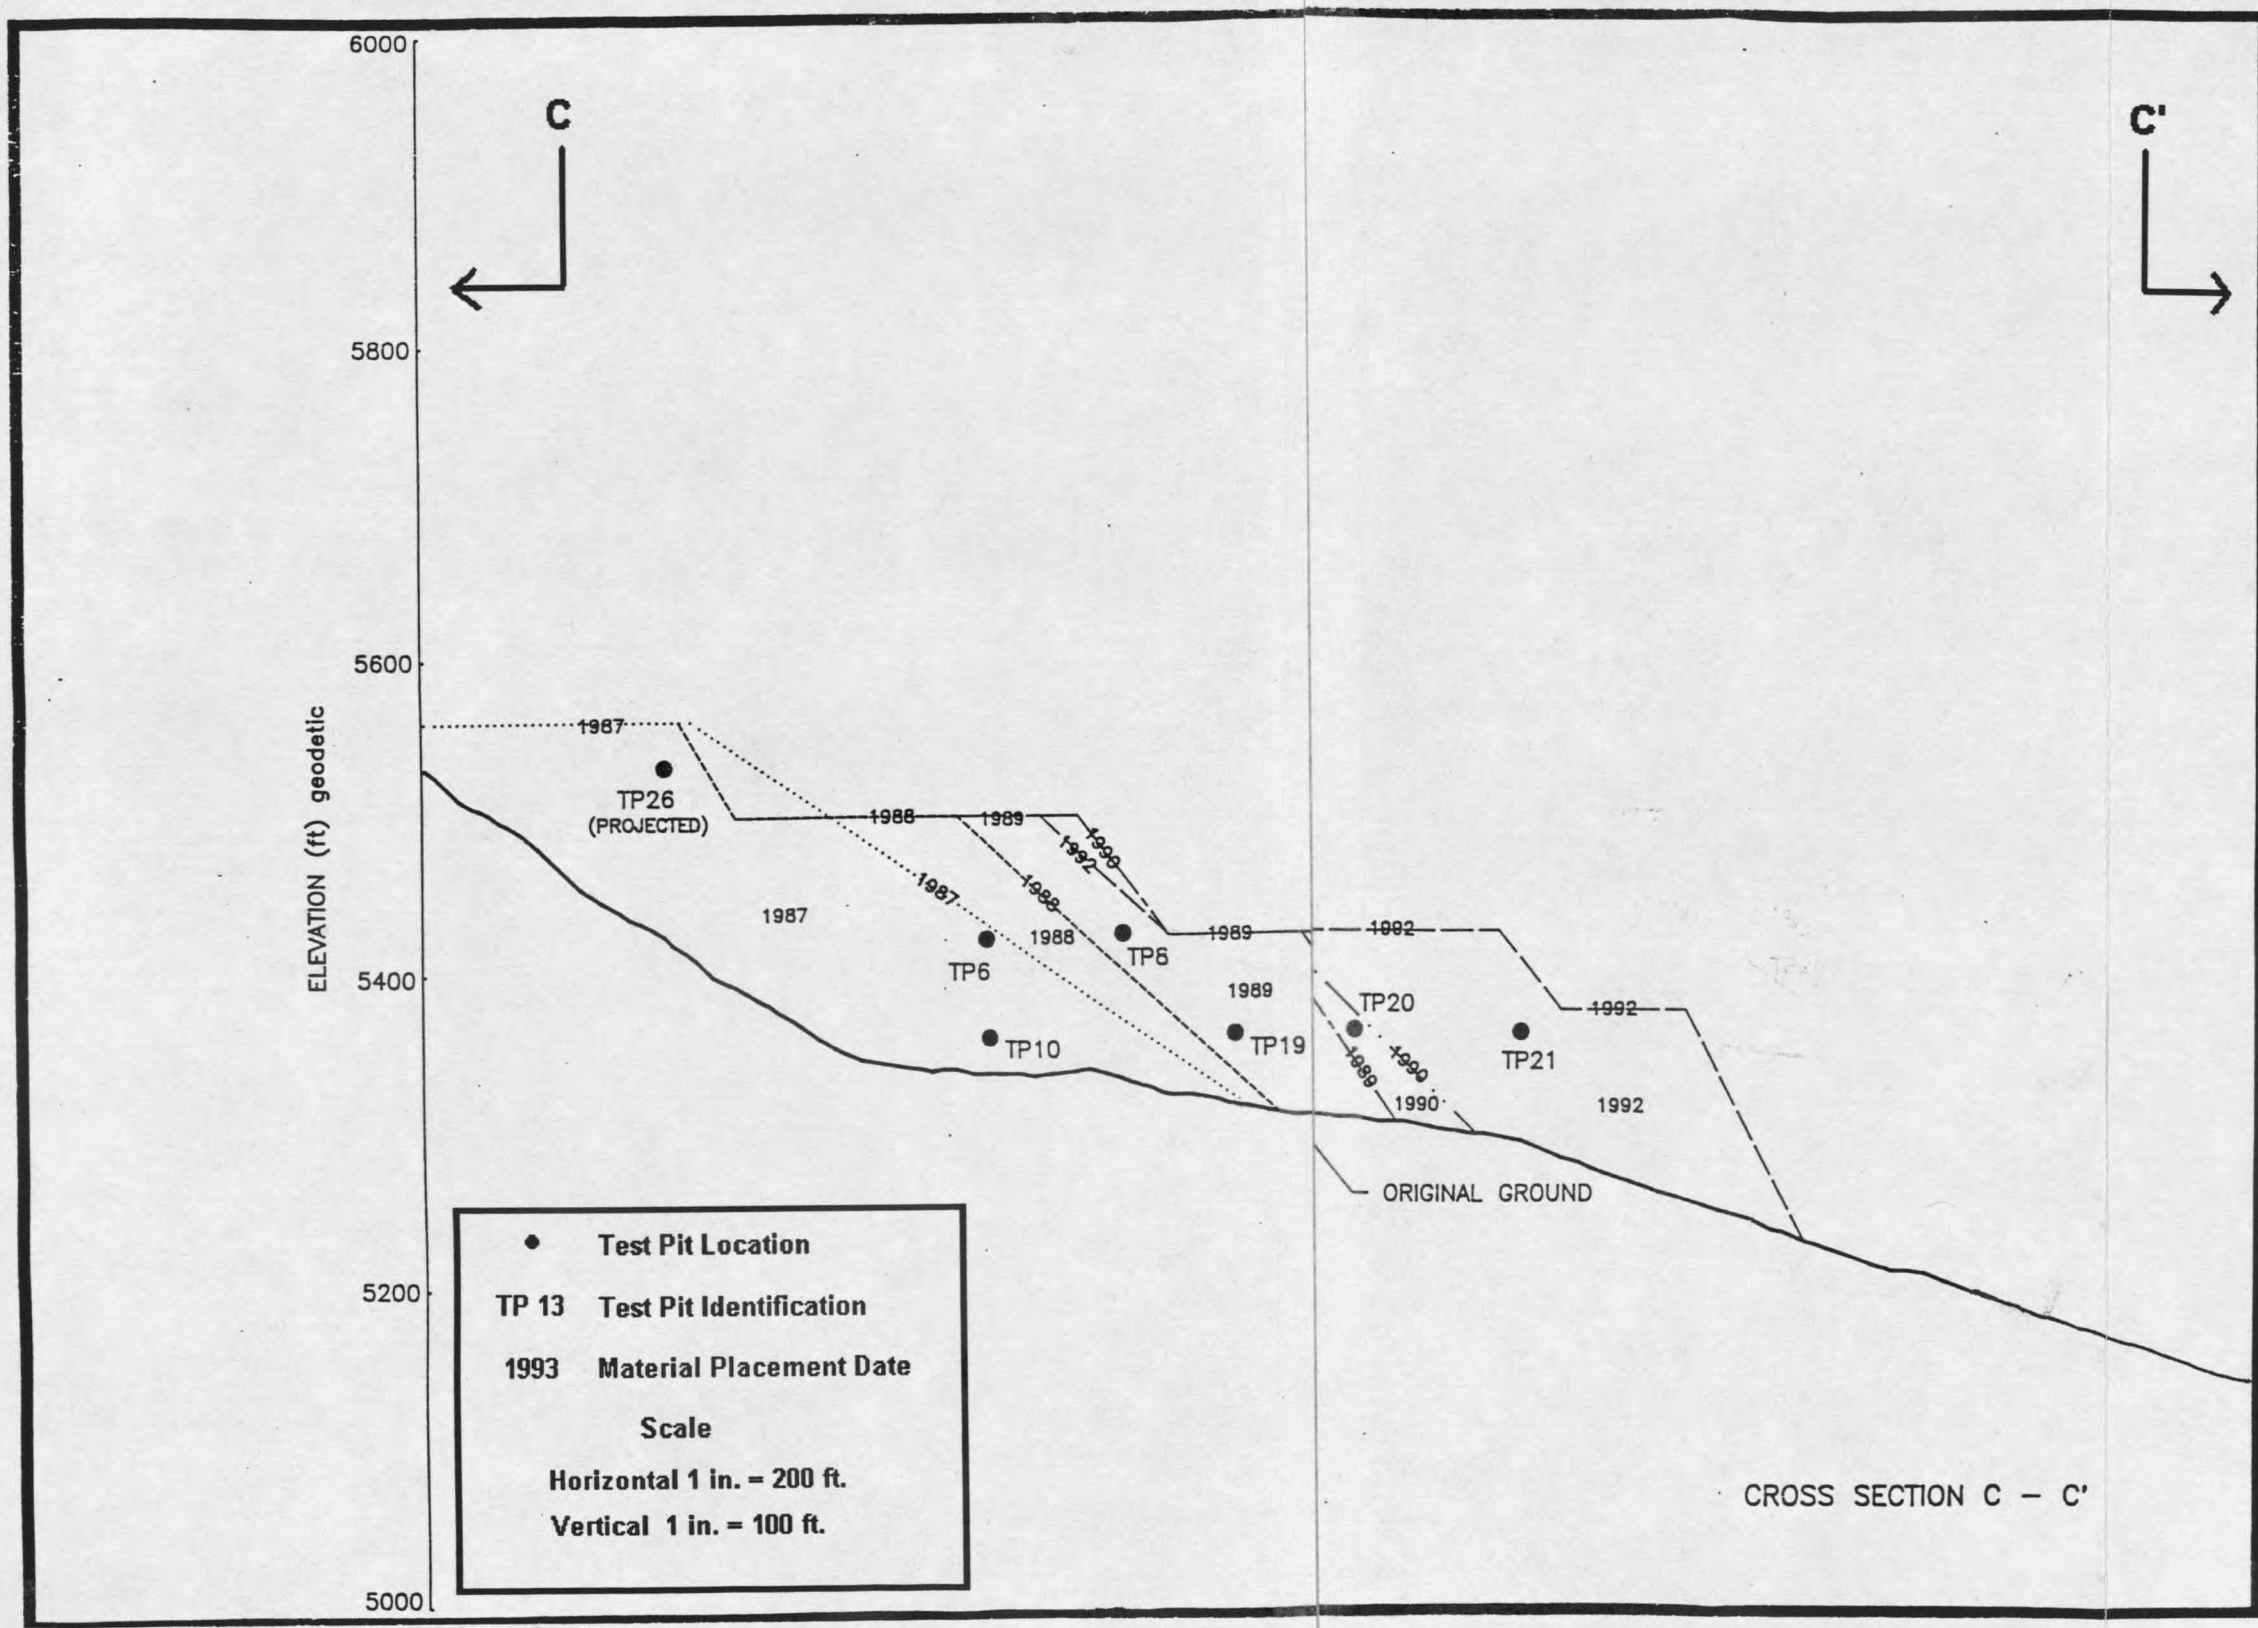 6000
C
C'
5800
5600
ELEVATION (ft) geodetic
1987
TP26
(PROJECTED)
1988
1989
1990
1992
1987
1988
1987
1988
TP6
TP8
1989
1992
5400
1989
TP20
1992
TP10
TP19
1989
1990
TP21
1990
1992
ORIGINAL GROUND
5200
Test Pit Location
TP 13 Test Pit Identification
1993 Material Placement Date
Scale
Horizontal 1 in. = 200 ft.
Vertical 1 in. = 100 ft.
CROSS SECTION C – C'
5000